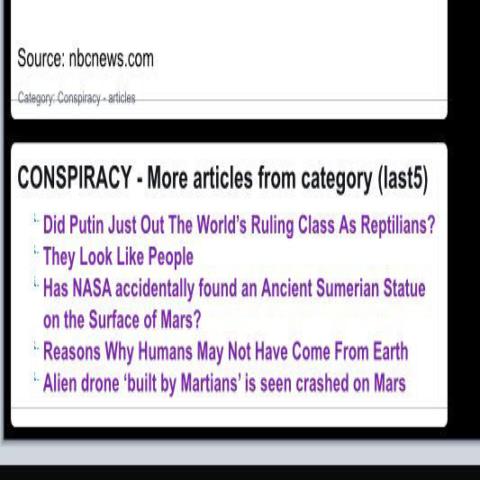 Source: nbcnews.com
Category: Conspiracy - articles
CONSPIRACY - More articles from category (last5)
Did Putin Just Out The World's Ruling Class As Reptilians?
They Look Like People
Has NASA accidentally found an Ancient Sumerian Statue
on the Surface of Mars?
Reasons Why Humans May Not Have Come From Earth
Alien drone 'built by Martians' is seen crashed on Mars